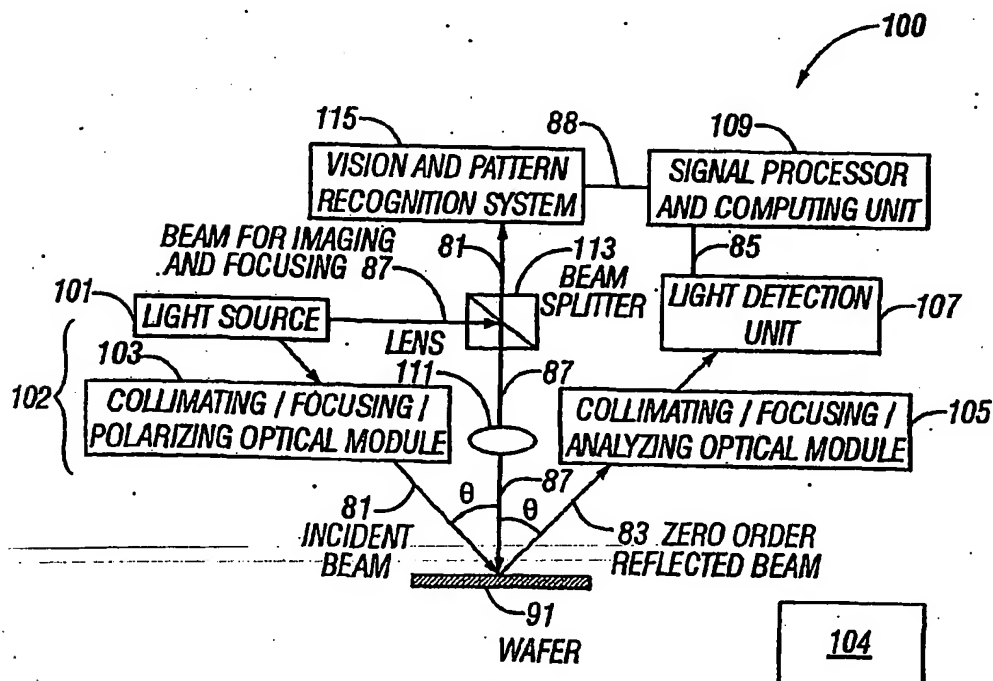 100
115
88
109
VISION AND PATTERN
RECOGNITION SYSTEM
SIGNAL PROCESSOR
AND COMPUTING UNIT
BEAM FOR IMAGING
AND FOCUSING 87
81
113
BEAM
SPLITTER
85
101
LIGHT SOURCE
LIGHT DETECTION
UNIT
107
LENS
111
103
102
87
COLLIMATING / FOCUSING /
POLARIZING OPTICAL MODULE
COLLIMATING / FOCUSING /
ANALYZING OPTICAL MODULE
105
87
θ
θ
81
INCIDENT
BEAM
83 ZERO ORDER
REFLECTED BEAM
91
WAFER
104